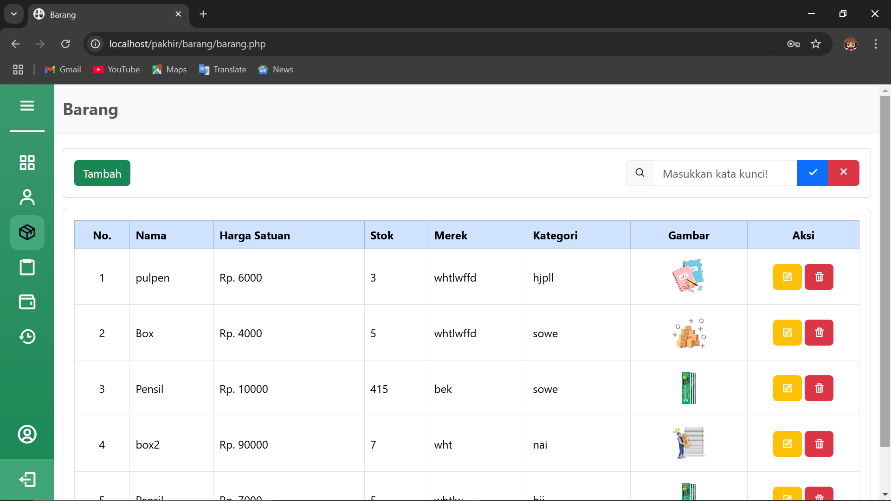 Barang
localhost/pakhir/barang/barang.php
Gmail YouTube Maps Translate News
Barang
Tambah Masukkan kata kunci!
No. Nama Harga Satuan Stok Merek Kategori Gambar Aksi
1 pulpen Rp. 6000 3 whtlwffd hjpll
2 Box Rp. 4000 5 whtlwffd sowe
3 Pensil Rp. 10000 415 bek sowe
4 box2 Rp. 90000 7 wht nai
5 Pensil Rp. 7000 5